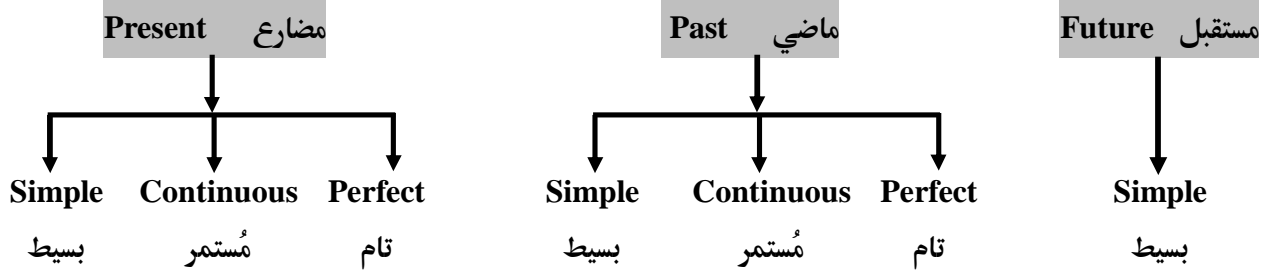 Present مضارع Past ماضي Future مستقبل
Simple Continuous Perfect Simple Continuous Perfect Simple
بسيط مُستمر تام بسيط مُستمر تام بسيط